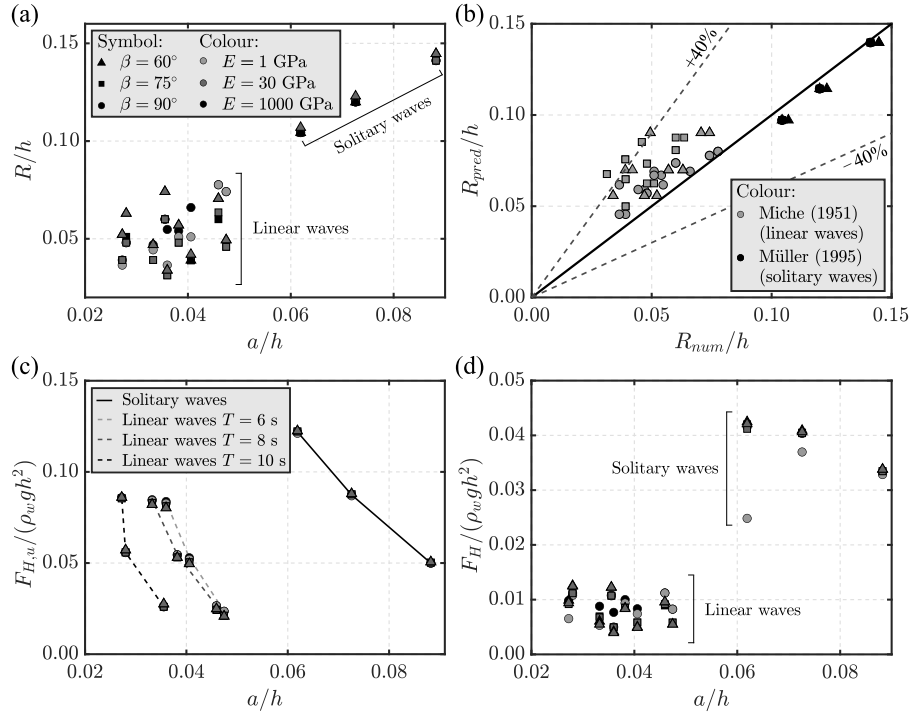 (a)
0.15
0.10
0.05
0
0.02
0.04
0.06
0.08
R/h
a/h
Symbol:
β = 60°
β = 75°
β = 90°
Colour:
E = 1 GPa
E = 30 GPa
E = 1000 GPa
Solitary waves
Linear waves
(b)
0.15
0.10
0.05
0.00
0.00
0.05
0.10
0.15
R_pred/h
R_num/h
+40%
−40%
Colour:
Miche (1951)
(linear waves)
Müller (1995)
(solitary waves)
(c)
0.15
0.10
0.05
0.00
0.02
0.04
0.06
0.08
F_{H,u}/(ρ_w g h²)
a/h
Solitary waves
Linear waves T = 6 s
Linear waves T = 8 s
Linear waves T = 10 s
(d)
0.05
0.04
0.03
0.02
0.01
0.00
0.02
0.04
0.06
0.08
F_H/(ρ_w g h²)
a/h
Solitary waves
Linear waves